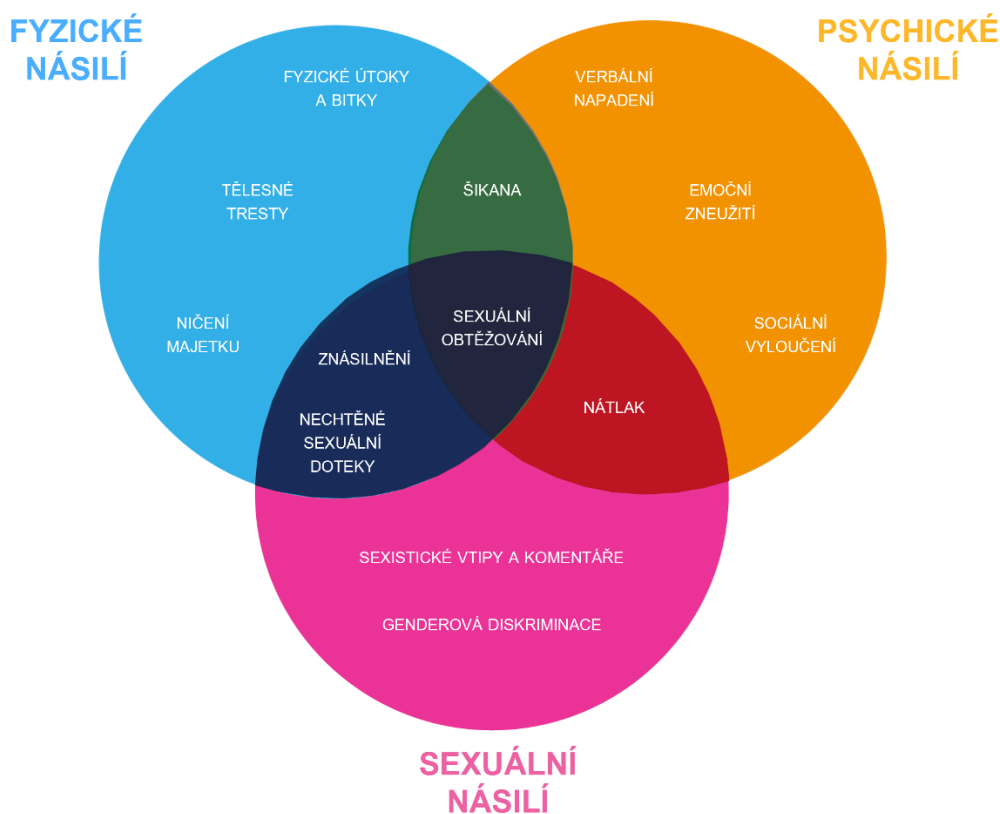 FYZICKÉ
NÁSILÍ
PSYCHICKÉ
NÁSILÍ
FYZICKÉ ÚTOKY
A BITKY
VERBÁLNÍ
NAPADENÍ
TĚLESNÉ
TRESTY
ŠIKANA
EMOČNÍ
ZNEUŽITÍ
NIČENÍ
MAJETKU
SEXUÁLNÍ
OBTĚŽOVÁNÍ
SOCIÁLNÍ
VYLOUČENÍ
ZNÁSILNĚNÍ
NECHTĚNÉ
SEXUÁLNÍ
DOTEKY
NÁTLAK
SEXISTICKÉ VTIPY A KOMENTÁŘE
GENDEROVÁ DISKRIMINACE
SEXUÁLNÍ
NÁSILÍ